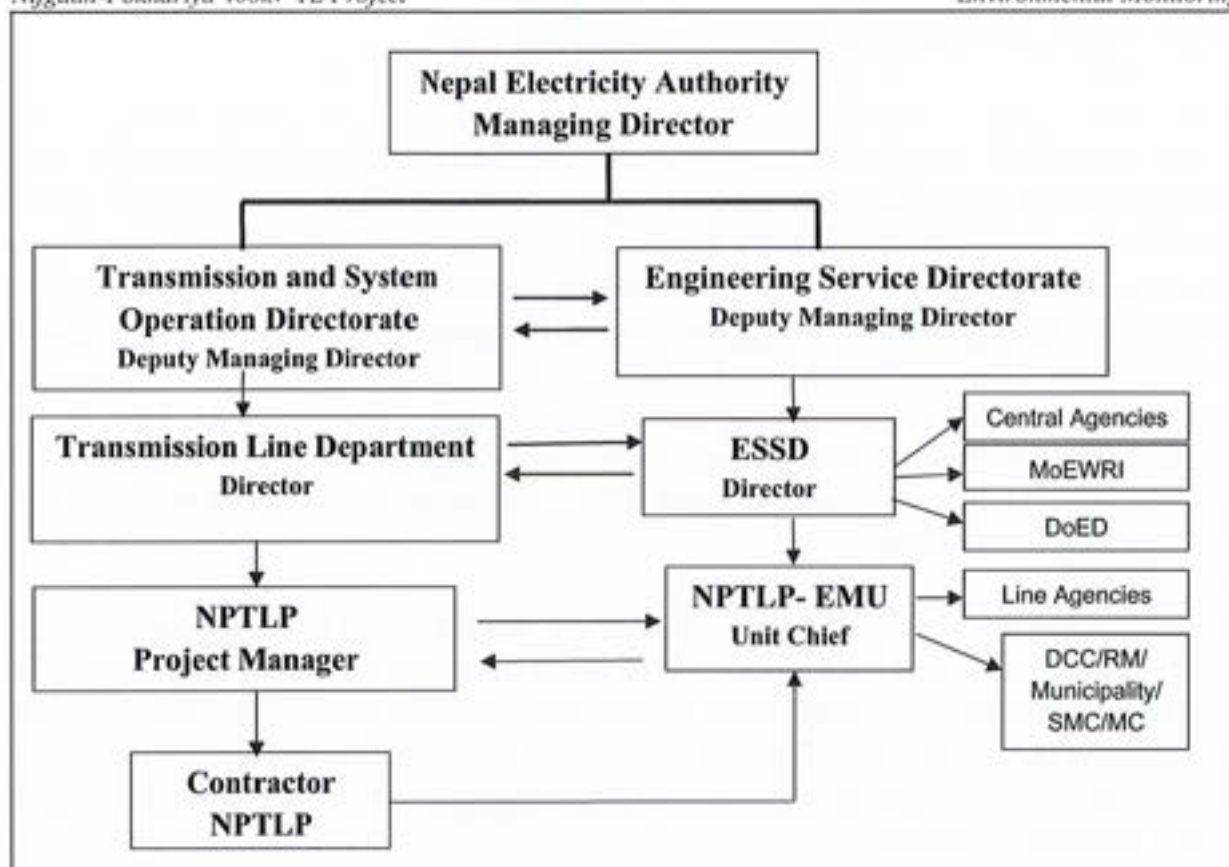 Nepal Electricity Authority
Managing Director
Transmission and System
Operation Directorate
Deputy Managing Director
Engineering Service Directorate
Deputy Managing Director
Transmission Line Department
Director
ESSD
Director
Central Agencies
MoEWRI
DoED
NPTLP
Project Manager
NPTLP- EMU
Unit Chief
Line Agencies
DCC/RM/
Municipality/
SMC/MC
Contractor
NPTLP